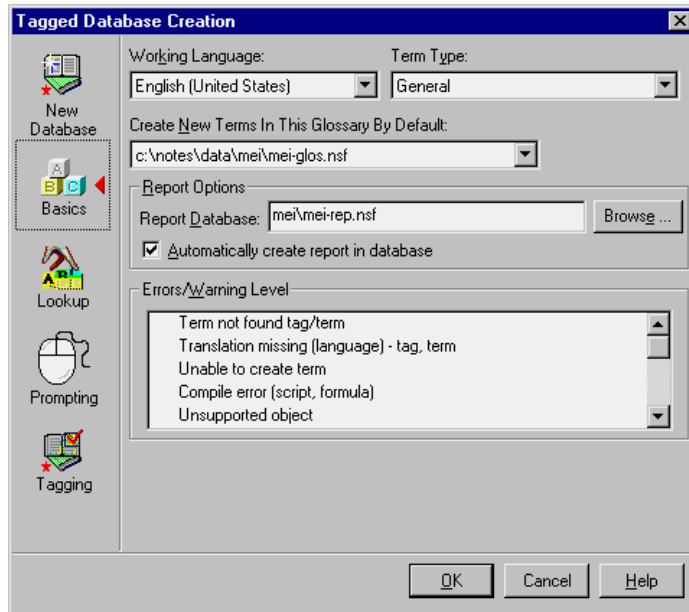 Tagged Database Creation
New Database
Basics
Lookup
Prompting
Tagging
Working Language:
Term Type:
English (United States)
General
Create New Terms In This Glossary By Default:
c:\notes\data\mei\mei-glos.nsf
Report Options
Report Database:
mei\mei-rep.nsf
Browse ...
Automatically create report in database
Errors/Warning Level
Term not found tag/term
Translation missing (language) - tag, term
Unable to create term
Compile error (script, formula)
Unsupported object
OK
Cancel
Help